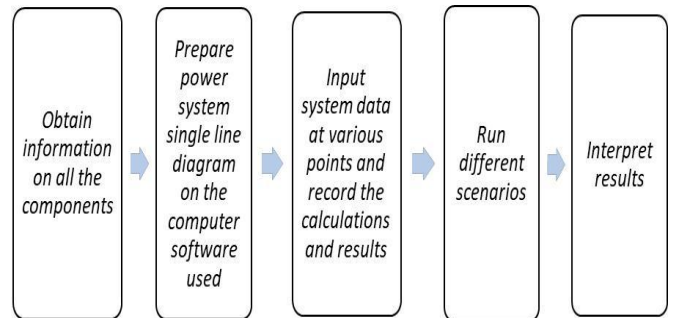 Obtain
information
on all the
components
Prepare
power
system
single line
diagram
on the
computer
software
used
Input
system data
at various
points and
record the
calculations
and results
Run
different
scenarios
Interpret
results